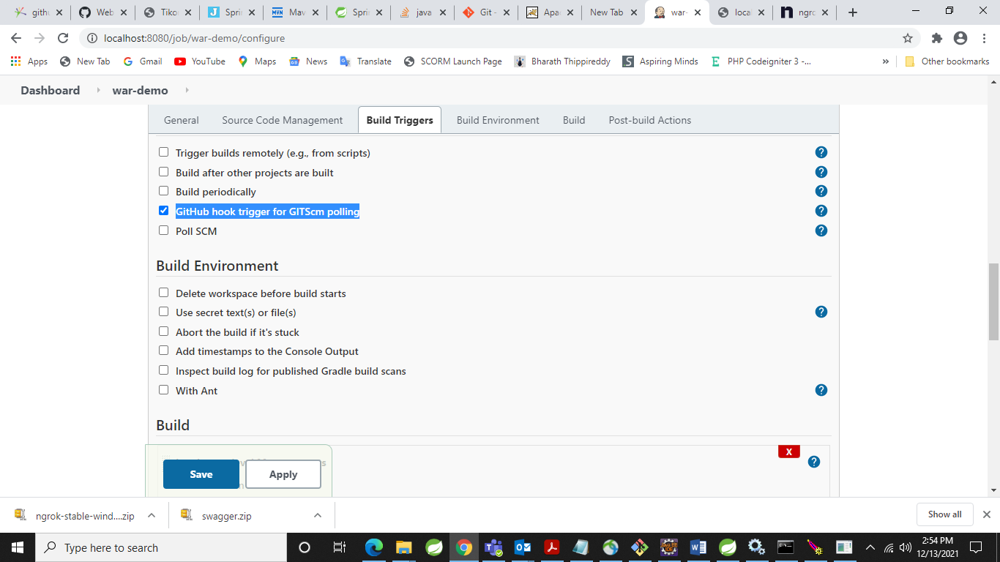 githu
Web
Tiko
Spri
Mav
Spri
java
Git -
Apa
New Tab
war-
local
ngro
localhost:8080/job/war-demo/configure
Apps
New Tab
Gmail
YouTube
Maps
News
Translate
SCORM Launch Page
Bharath Thippireddy
Aspiring Minds
PHP Codeigniter 3 -...
»
Other bookmarks
Dashboard
war-demo
General
Source Code Management
Build Triggers
Build Environment
Build
Post-build Actions
Trigger builds remotely (e.g., from scripts)
Build after other projects are built
Build periodically
GitHub hook trigger for GITScm polling
Poll SCM
Build Environment
Delete workspace before build starts
Use secret text(s) or file(s)
Abort the build if it's stuck
Add timestamps to the Console Output
Inspect build log for published Gradle build scans
With Ant
Build
X
Save
Apply
ngrok-stable-wind....zip
swagger.zip
Show all
Type here to search
2:54 PM
12/13/2021